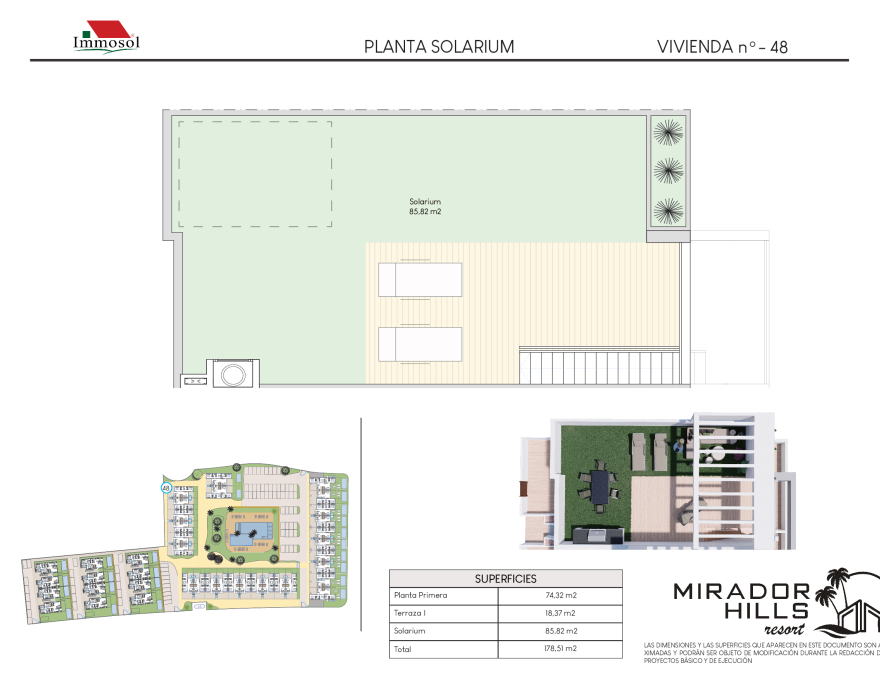 Immosol
PLANTA SOLARIUM
VIVIENDA nº- 48
Solarium
85,82 m2
48
SUPERFICIES
Planta Primera 74,32 m2
Terraza 1 18,37 m2
Solarium 85,82 m2
Total 178,51 m2
MIRADOR
HILLS
resort
LAS DIMENSIONES Y LAS SUPERFICIES QUE APARECEN EN ESTE DOCUMENTO SON
XIMADAS Y PODRÁN SER OBJETO DE MODIFICACIÓN DURANTE LA REDACCIÓN
PROYECTOS BÁSICO Y DE EJECUCIÓN